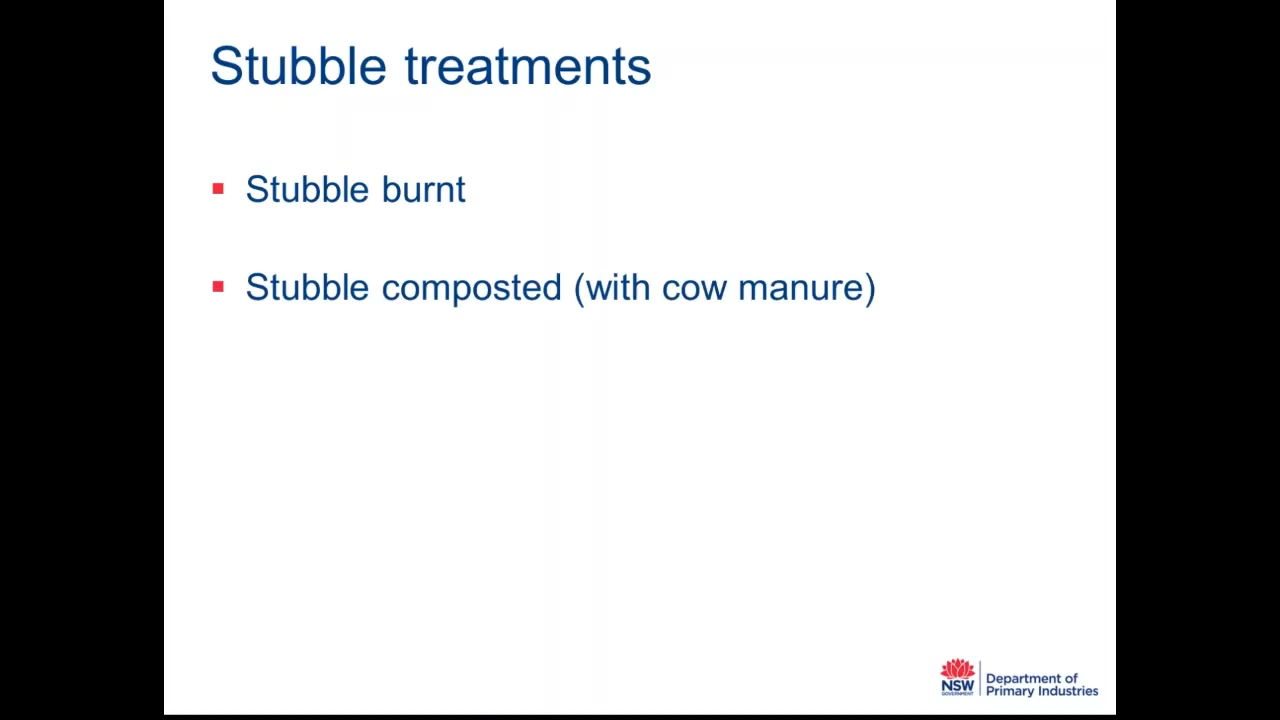 Stubble treatments
Stubble burnt
Stubble composted (with cow manure)
NSW
GOVERNMENT
Department of
Primary Industries